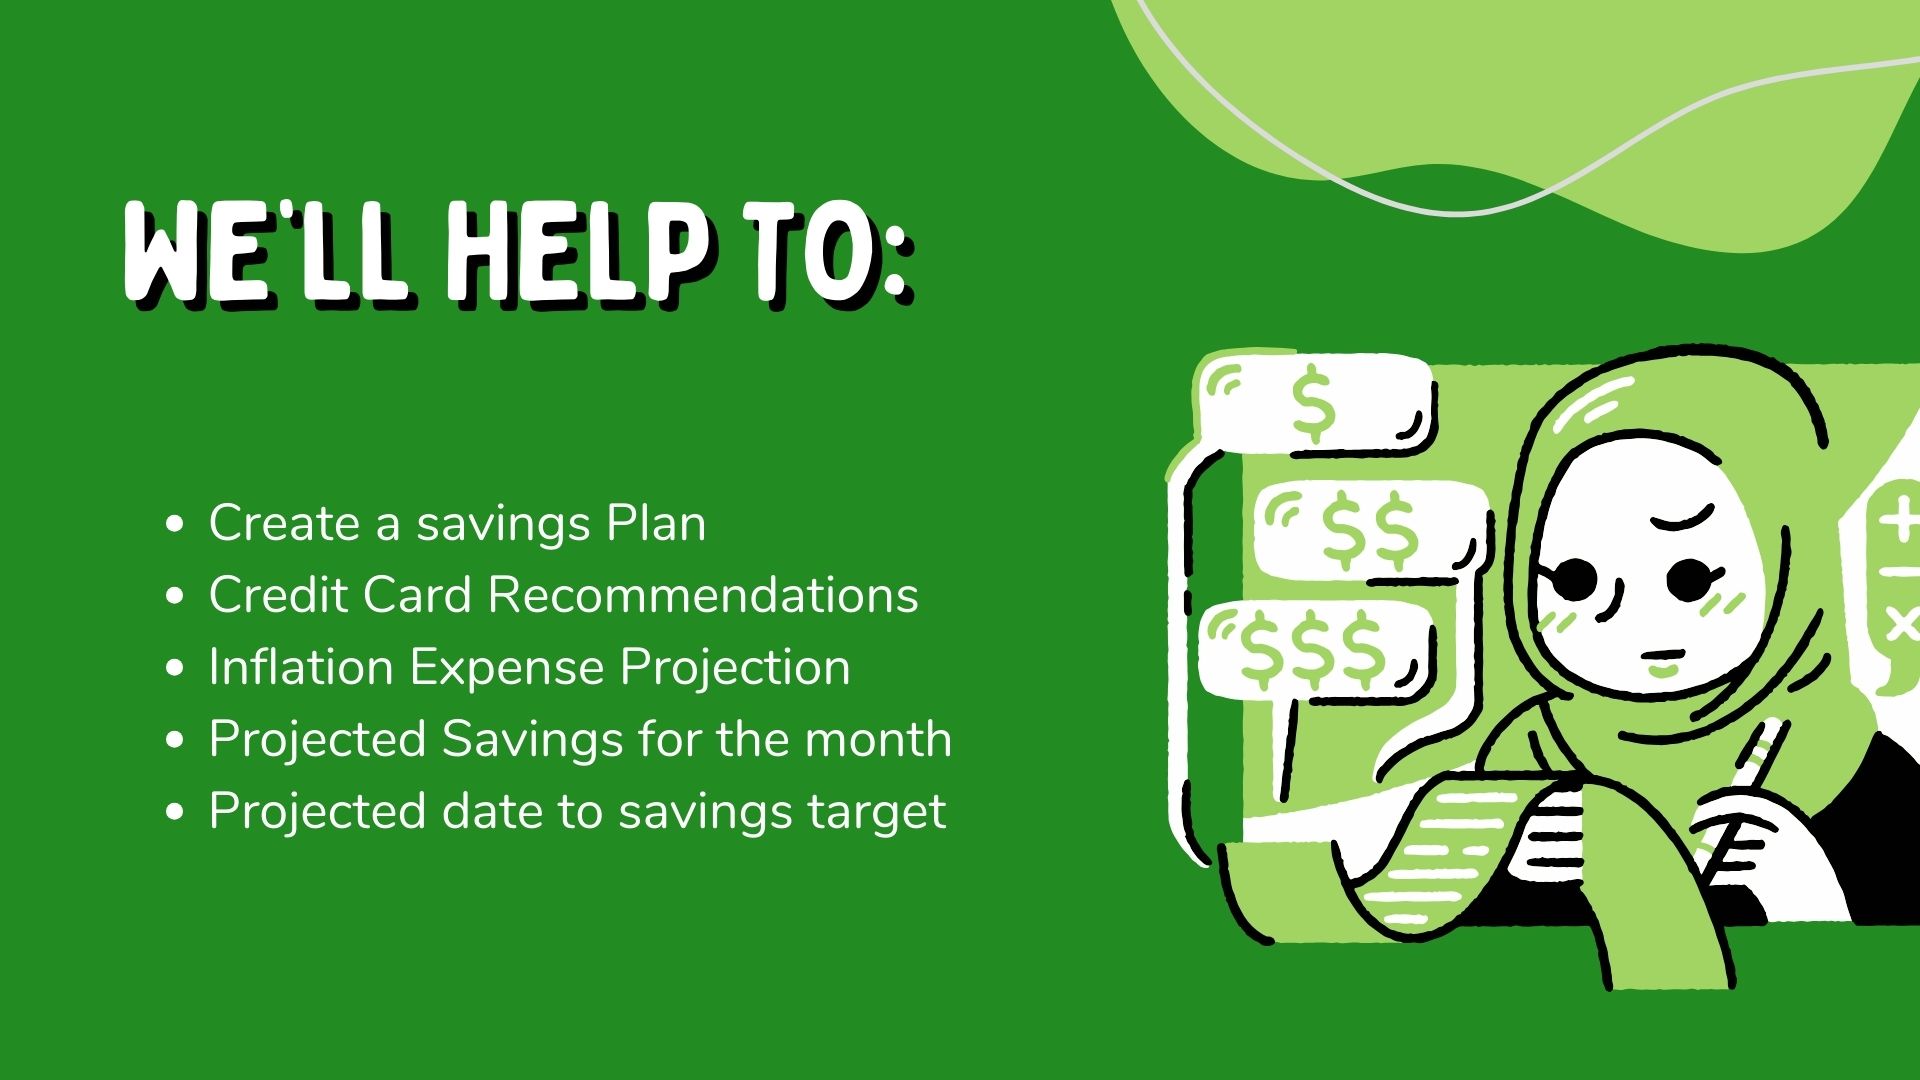 WE'LL HELP TO:
$
$$
$$$
+
−
×
• Create a savings Plan
• Credit Card Recommendations
• Inflation Expense Projection
• Projected Savings for the month
• Projected date to savings target